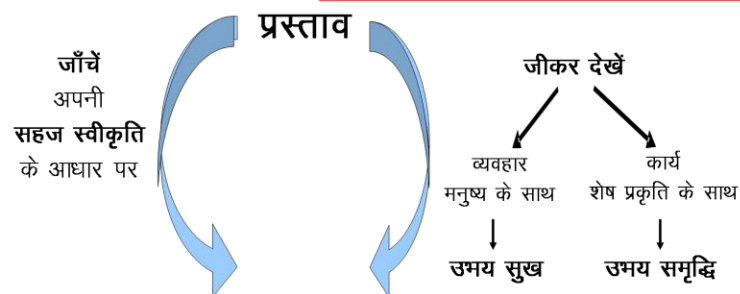 प्रस्ताव
जाँचें
अपनी
सहज स्वीकृति
के आधार पर
जीकर देखें
व्यवहार
मनुष्य के साथ
उभय सुख
कार्य
शेष प्रकृति के साथ
उभय समृद्धि